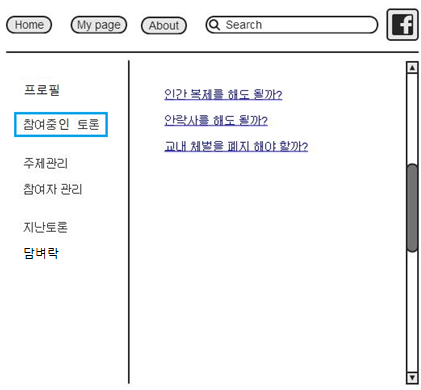 Home My page About Search
프로필
참여중인 토론
주제관리
참여자 관리
지난토론
담벼락
인간 복제를 해도 될까?
안락사를 해도 될까?
교내 체벌을 폐지 해야 할까?